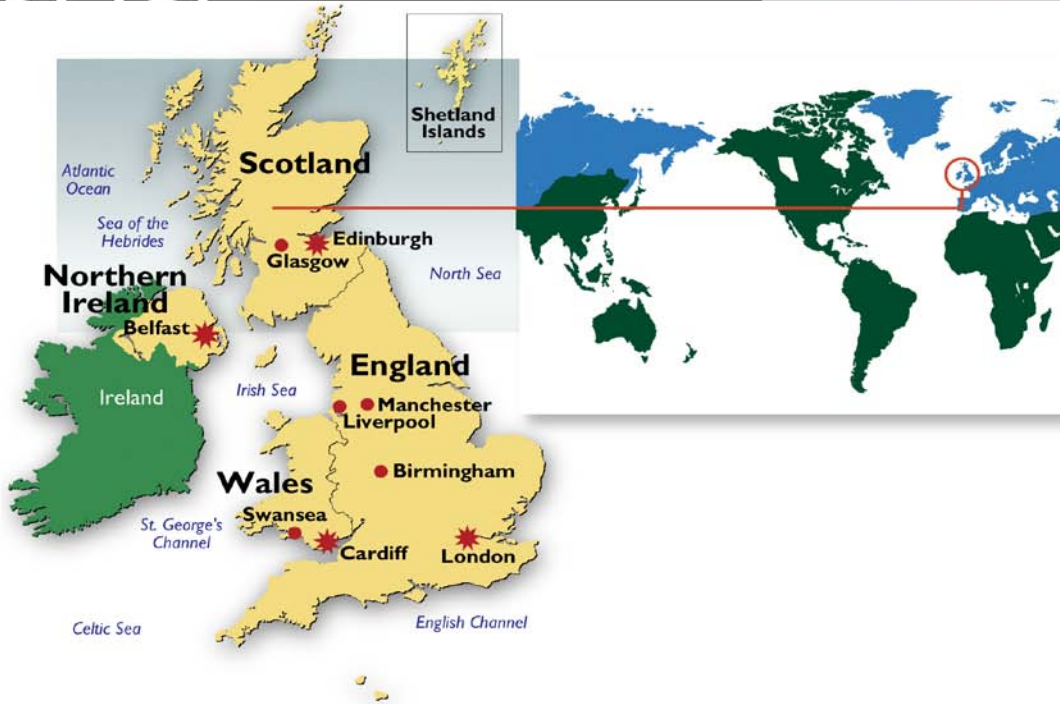 Shetland
Islands
Scotland
Atlantic
Ocean
Sea of the
Hebrides
Edinburgh
Glasgow
North Sea
Northern
Ireland
Belfast
England
Irish Sea
Ireland
Manchester
Liverpool
Birmingham
Wales
Swansea
St. George's
Channel
Cardiff
London
English Channel
Celtic Sea